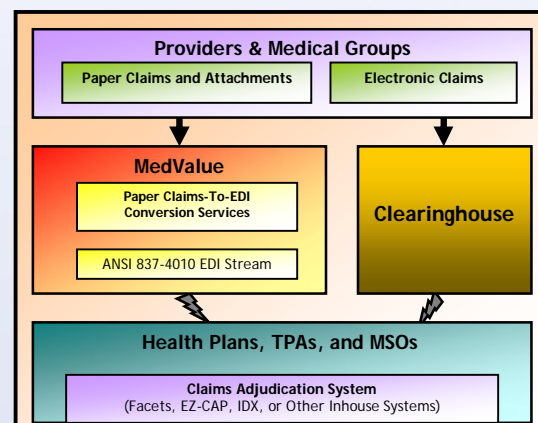 Providers & Medical Groups
Paper Claims and Attachments
Electronic Claims
MedValue
Paper Claims-To-EDI
Conversion Services
ANSI 837-4010 EDI Stream
Clearinghouse
Health Plans, TPAs, and MSOs
Claims Adjudication System
(Facets, EZ-CAP, IDX, or Other Inhouse Systems)